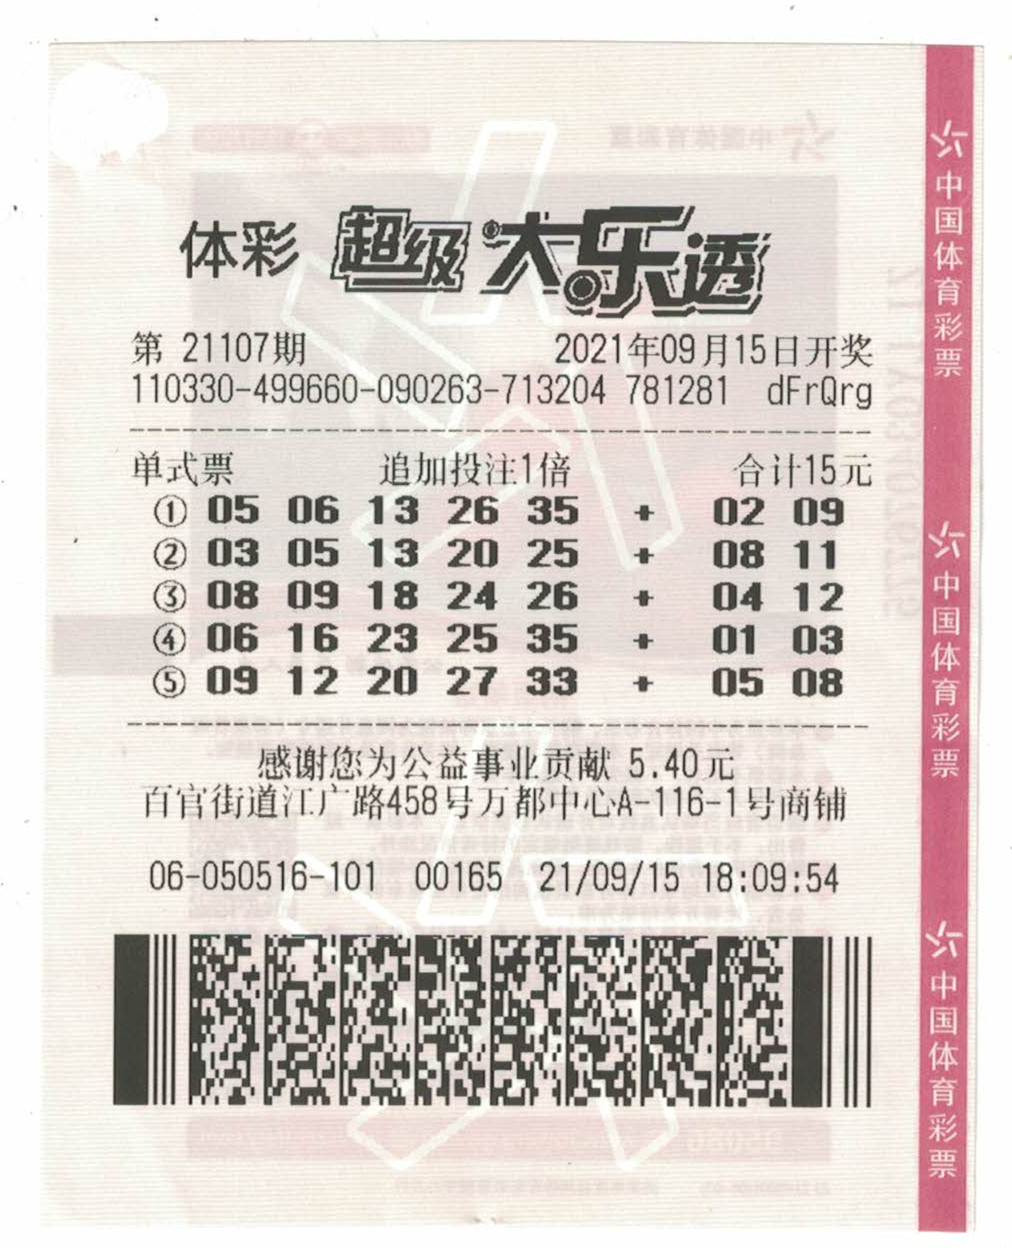 体彩 超级大乐透
第 21107期 2021年09月15日开奖
110330-499660-090263-713204 781281 dFrQrg
单式票 追加投注1倍 合计15元
① 05 06 13 26 35 + 02 09
② 03 05 13 20 25 + 08 11
③ 08 09 18 24 26 + 04 12
④ 06 16 23 25 35 + 01 03
⑤ 09 12 20 27 33 + 05 08
感谢您为公益事业贡献 5.40元
百官街道江广路458号万都中心A-116-1号商铺
06-050516-101 00165 21/09/15 18:09:54
中国体育彩票
中国体育彩票
中国体育彩票